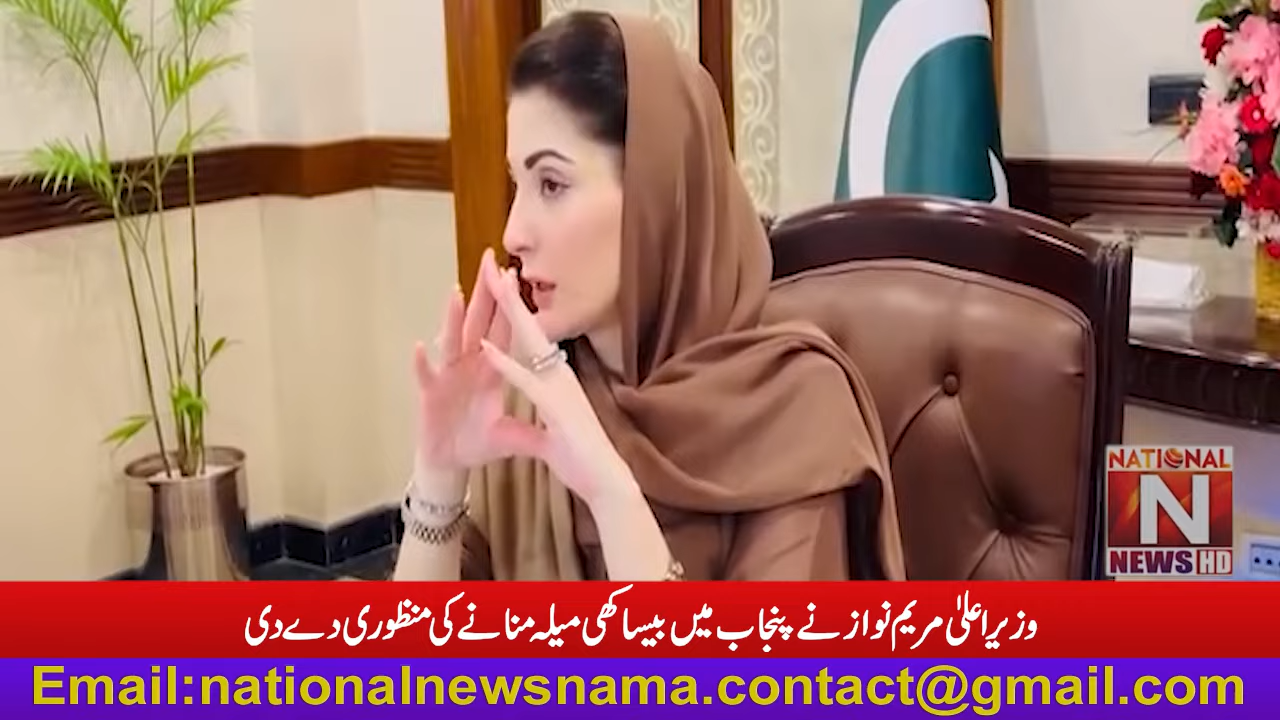 NATIONAL
N
NEWS HD
وزیراعلیٰ مریم نواز نے پنجاب میں بیساکھی میلہ منانے کی منظوری دے دی
Email:nationalnewsnama.contact@gmail.com